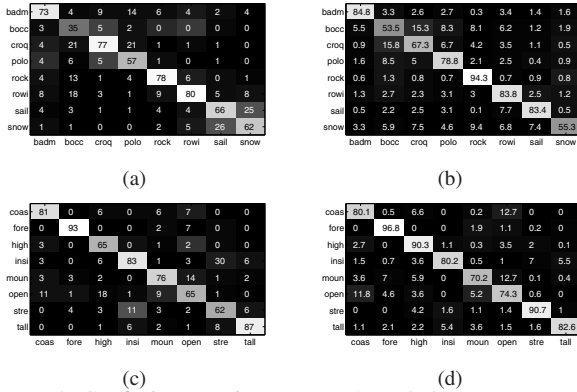 badm 73 4 9 14 6 4 2 4
bocc 3 35 5 2 0 0 0 0
croq 4 21 77 21 1 1 1 0
polo 4 6 5 57 1 0 1 0
rock 4 13 1 4 78 6 0 1
rowi 8 18 3 1 9 80 5 8
sail 4 3 1 1 4 4 66 25
snow 1 1 0 0 2 5 26 62
badm bocc croq polo rock rowi sail snow
(a)
badm 84.8 3.3 2.6 2.7 0.3 3.4 1.4 1.6
bocc 5.5 53.5 15.3 8.3 8.1 6.2 1.2 1.9
croq 0.9 15.8 67.3 6.7 4.2 3.5 1.1 0.5
polo 1.6 8.5 5 78.8 2.1 2.5 0.4 0.9
rock 0.6 1.3 0.8 0.7 94.3 0.7 0.9 0.8
rowi 1.3 2.7 2.3 3.1 3 83.8 2.5 1.2
sail 0.5 2.2 2.5 3.1 0.1 7.7 83.4 0.5
snow 3.3 5.9 7.5 4.6 9.4 6.8 7.4 55.3
badm bocc croq polo rock rowi sail snow
(b)
coas 81 0 6 0 6 7 0 0
fore 0 93 0 0 2 7 0 0
high 3 0 65 0 1 2 0 0
insi 3 0 6 83 1 3 30 6
moun 3 3 2 0 76 14 1 0
open 11 1 18 1 9 65 1 0
stre 0 4 3 11 3 2 62 6
tall 0 0 1 6 2 1 8 87
coas fore high insi moun open stre tall
(c)
coas 80.1 0.5 6.6 0 0.2 12.7 0 0
fore 0 96.8 0 0 1.9 1.1 0.2 0
high 2.7 0 90.3 1.1 0.3 3.5 2 0.1
insi 1.5 0.7 3.6 80.2 0.5 1 7 5.5
moun 3.6 7 5.9 0 70.2 12.7 0.1 0.4
open 11.8 4.6 3.6 0 5.2 74.3 0.6 0
stre 0 0 4.2 1.6 1.1 1.4 90.7 1
tall 1.1 2.1 2.2 5.4 3.6 1.5 1.6 82.6
coas fore high insi moun open stre tall
(d)